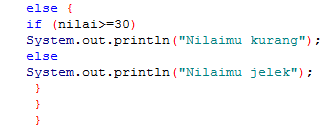 else {
if (nilai>=30)
System.out.println("Nilaimu kurang");
else
System.out.println("Nilaimu jelek");
}
}
}